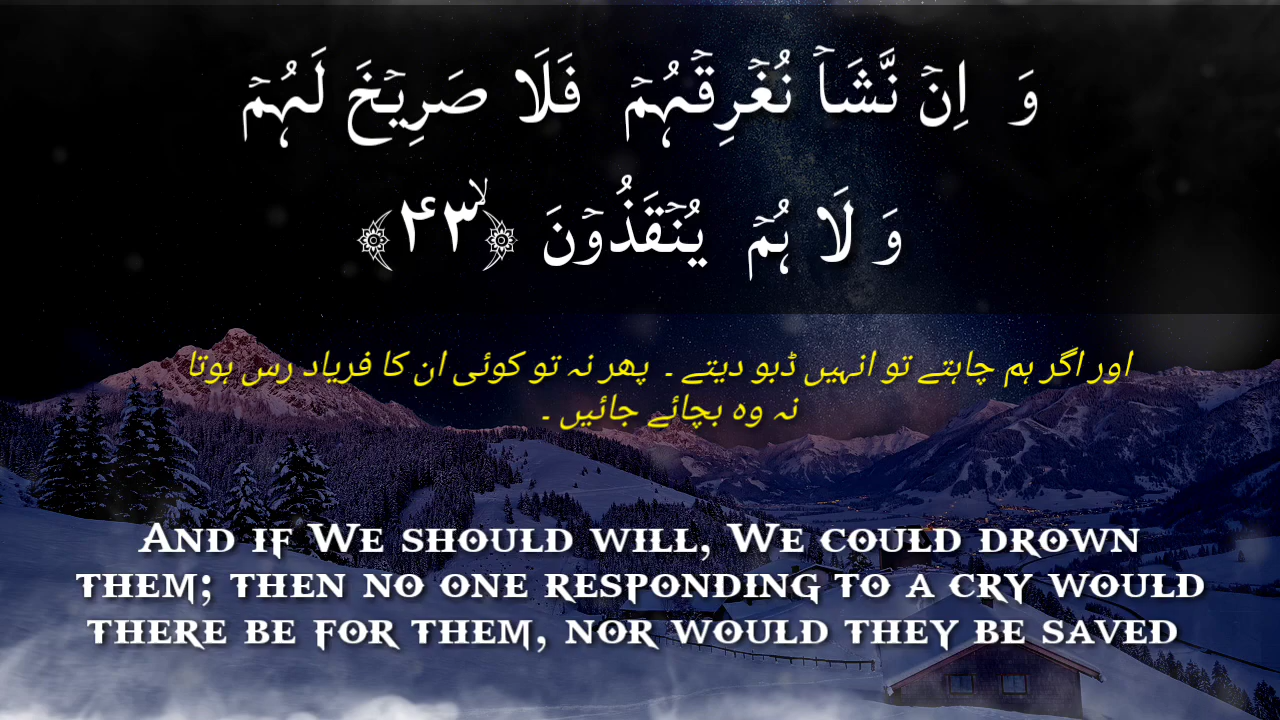 وَ اِنۡ نَّشَاۡ نُغۡرِقۡہُمۡ فَلَا صَرِیۡخَ لَہُمۡ
وَ لَا ہُمۡ یُنۡقَذُوۡنَ ﴿ۙ۴۳﴾
اور اگر ہم چاہتے تو انہیں ڈبو دیتے ۔ پھر نہ تو کوئی ان کا فریاد رس ہوتا
نہ وہ بچائے جائیں ۔
And if We should will, We could drown
them; then no one responding to a cry would
there be for them, nor would they be saved